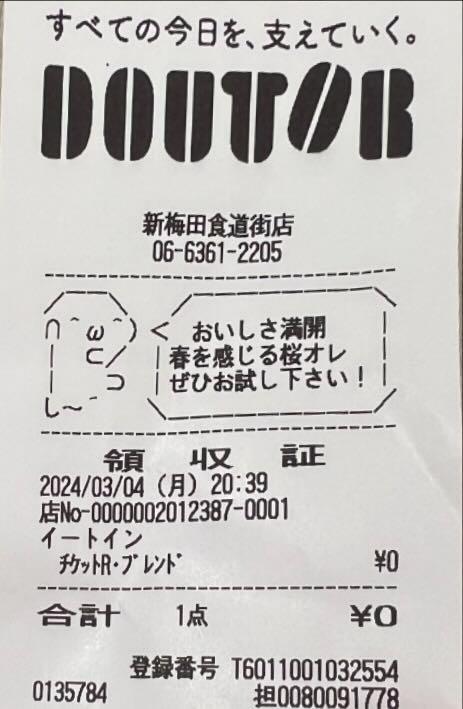 すべての今日を、支えていく。
DOUTOR
新梅田食道街店
06-6361-2205
∩＾ω＾) < おいしさ満開
| ⊂／ | 春を感じる桜オレ |
| ⊃ | ぜひお試し下さい！ |
し～´
領収証
2024/03/04（月）20:39
店No-0000002012387-0001
イートイン
ﾁｹｯﾄR・ﾌﾞﾚﾝﾄﾞ ¥0
合計 1点 ¥0
登録番号 T6011001032554
0135784 担0080091778